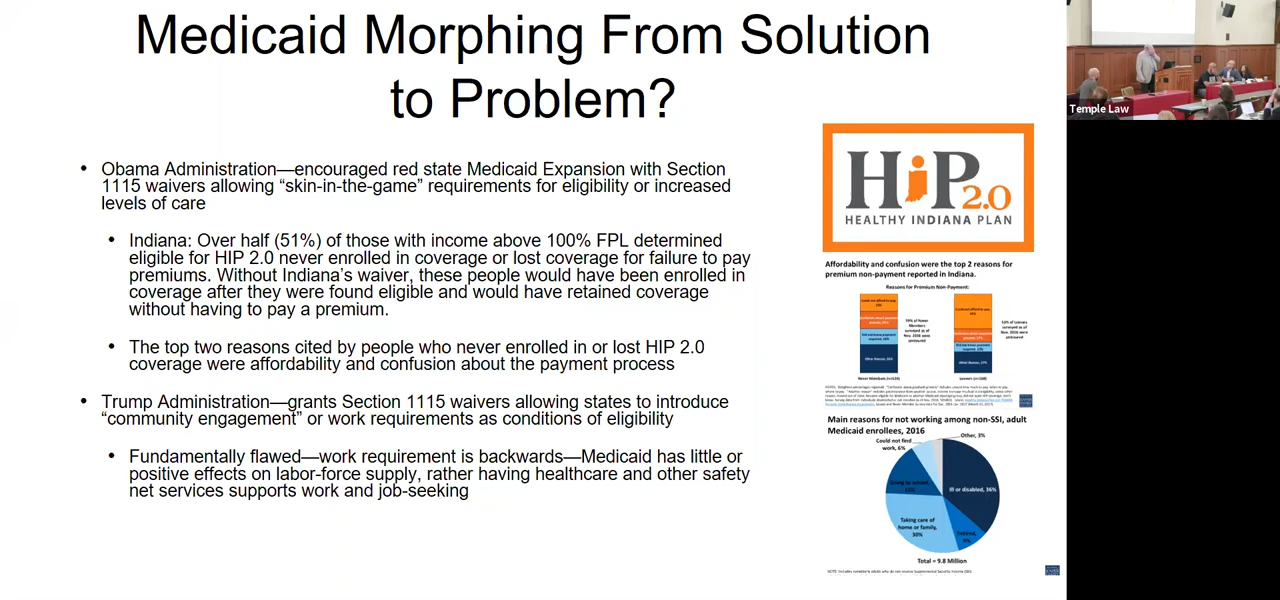 Medicaid Morphing From Solution
to Problem?
• Obama Administration—encouraged red state Medicaid Expansion with Section
1115 waivers allowing “skin-in-the-game” requirements for eligibility or increased
levels of care
• Indiana: Over half (51%) of those with income above 100% FPL determined
eligible for HIP 2.0 never enrolled in coverage or lost coverage for failure to pay
premiums. Without Indiana’s waiver, these people would have been enrolled in
coverage after they were found eligible and would have retained coverage
without having to pay a premium.
• The top two reasons cited by people who never enrolled in or lost HIP 2.0
coverage were affordability and confusion about the payment process
• Trump Administration—grants Section 1115 waivers allowing states to introduce
“community engagement” or work requirements as conditions of eligibility
• Fundamentally flawed—work requirement is backwards—Medicaid has little or
positive effects on labor-force supply, rather having healthcare and other safety
net services supports work and job-seeking
HiP 2.0
HEALTHY INDIANA PLAN
Affordability and confusion were the top 2 reasons for
premium non-payment reported in Indiana.
Reasons for Premium Non-Payment:
Main reasons for not working among non-SSI, adult
Medicaid enrollees, 2016
Could not find
work, 6%
Other, 3%
Ill or disabled, 36%
Taking care of
home or family,
30%
Total = 9.8 Million
Temple Law